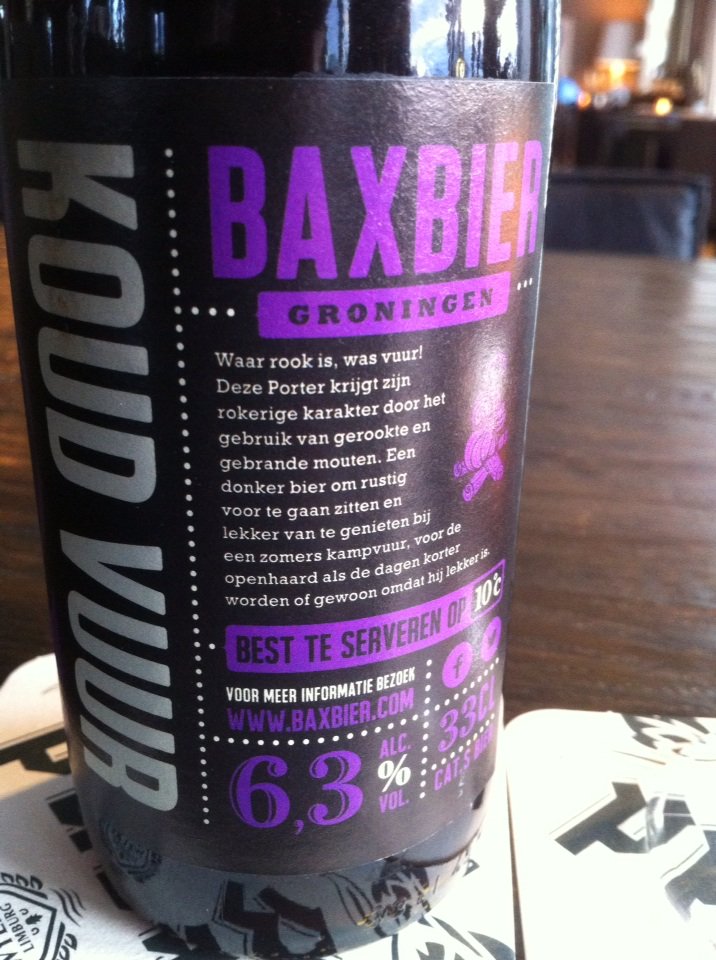 KOUD VUUR
BAXBIER
GRONINGEN
Waar rook is, was vuur!
Deze Porter krijgt zijn
rokerige karakter door het
gebruik van gerookte en
gebrande mouten. Een
donker bier om rustig
voor te gaan zitten en
lekker van te genieten bij
een zomers kampvuur, voor de
openhaard als de dagen korter
worden of gewoon omdat hij lekker is.
BEST TE SERVEREN OP 10°C
VOOR MEER INFORMATIE BEZOEK
WWW.BAXBIER.COM
f
33CL
CAT. S BIER
6,3 ALC. % VOL.
LIMBURG